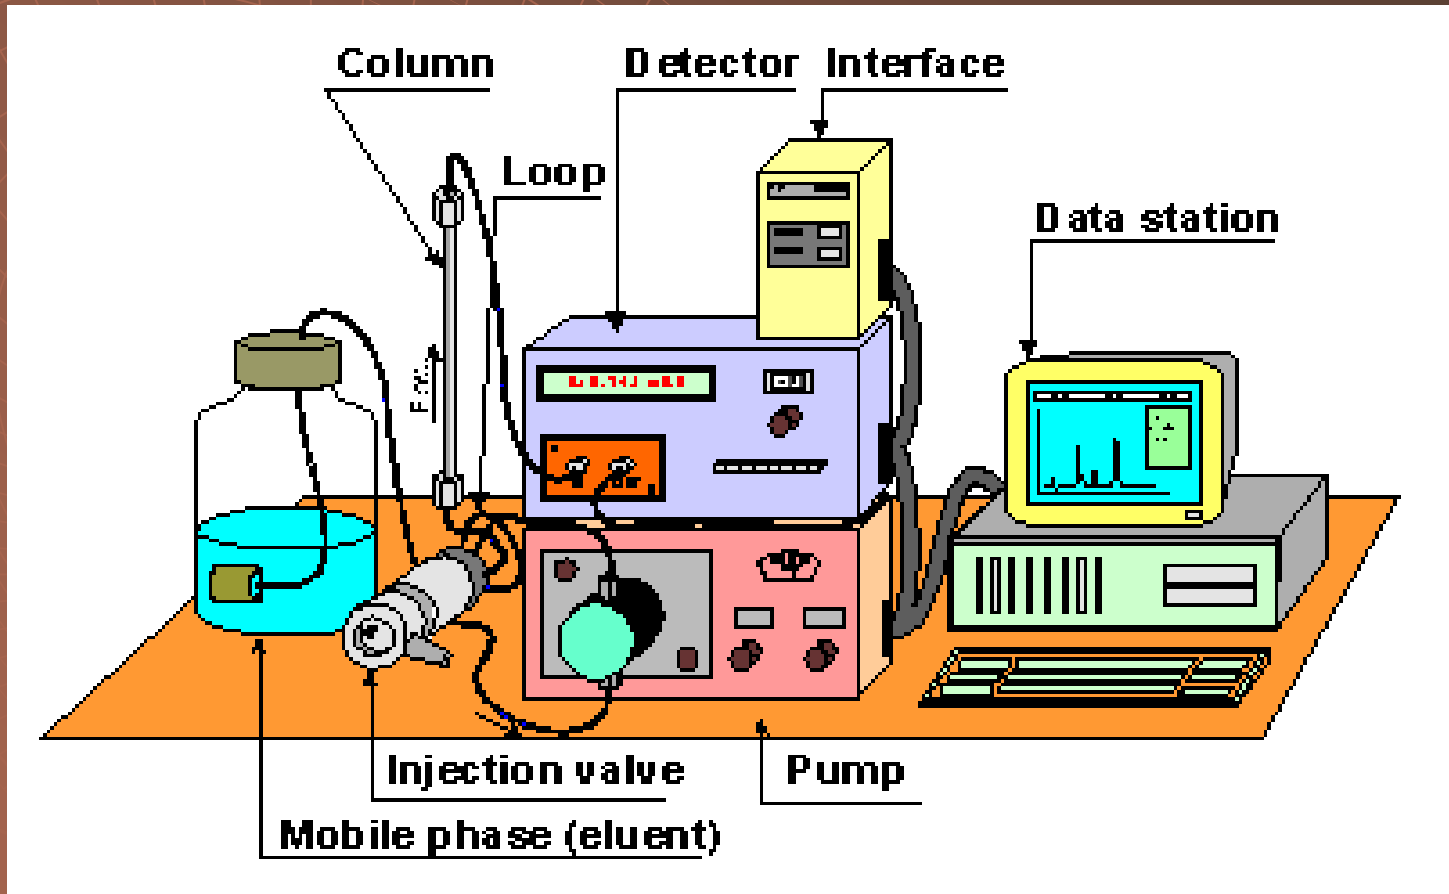 Column
Detector
Interface
Loop
Data station
Injection valve
Pump
Mobile phase (eluent)